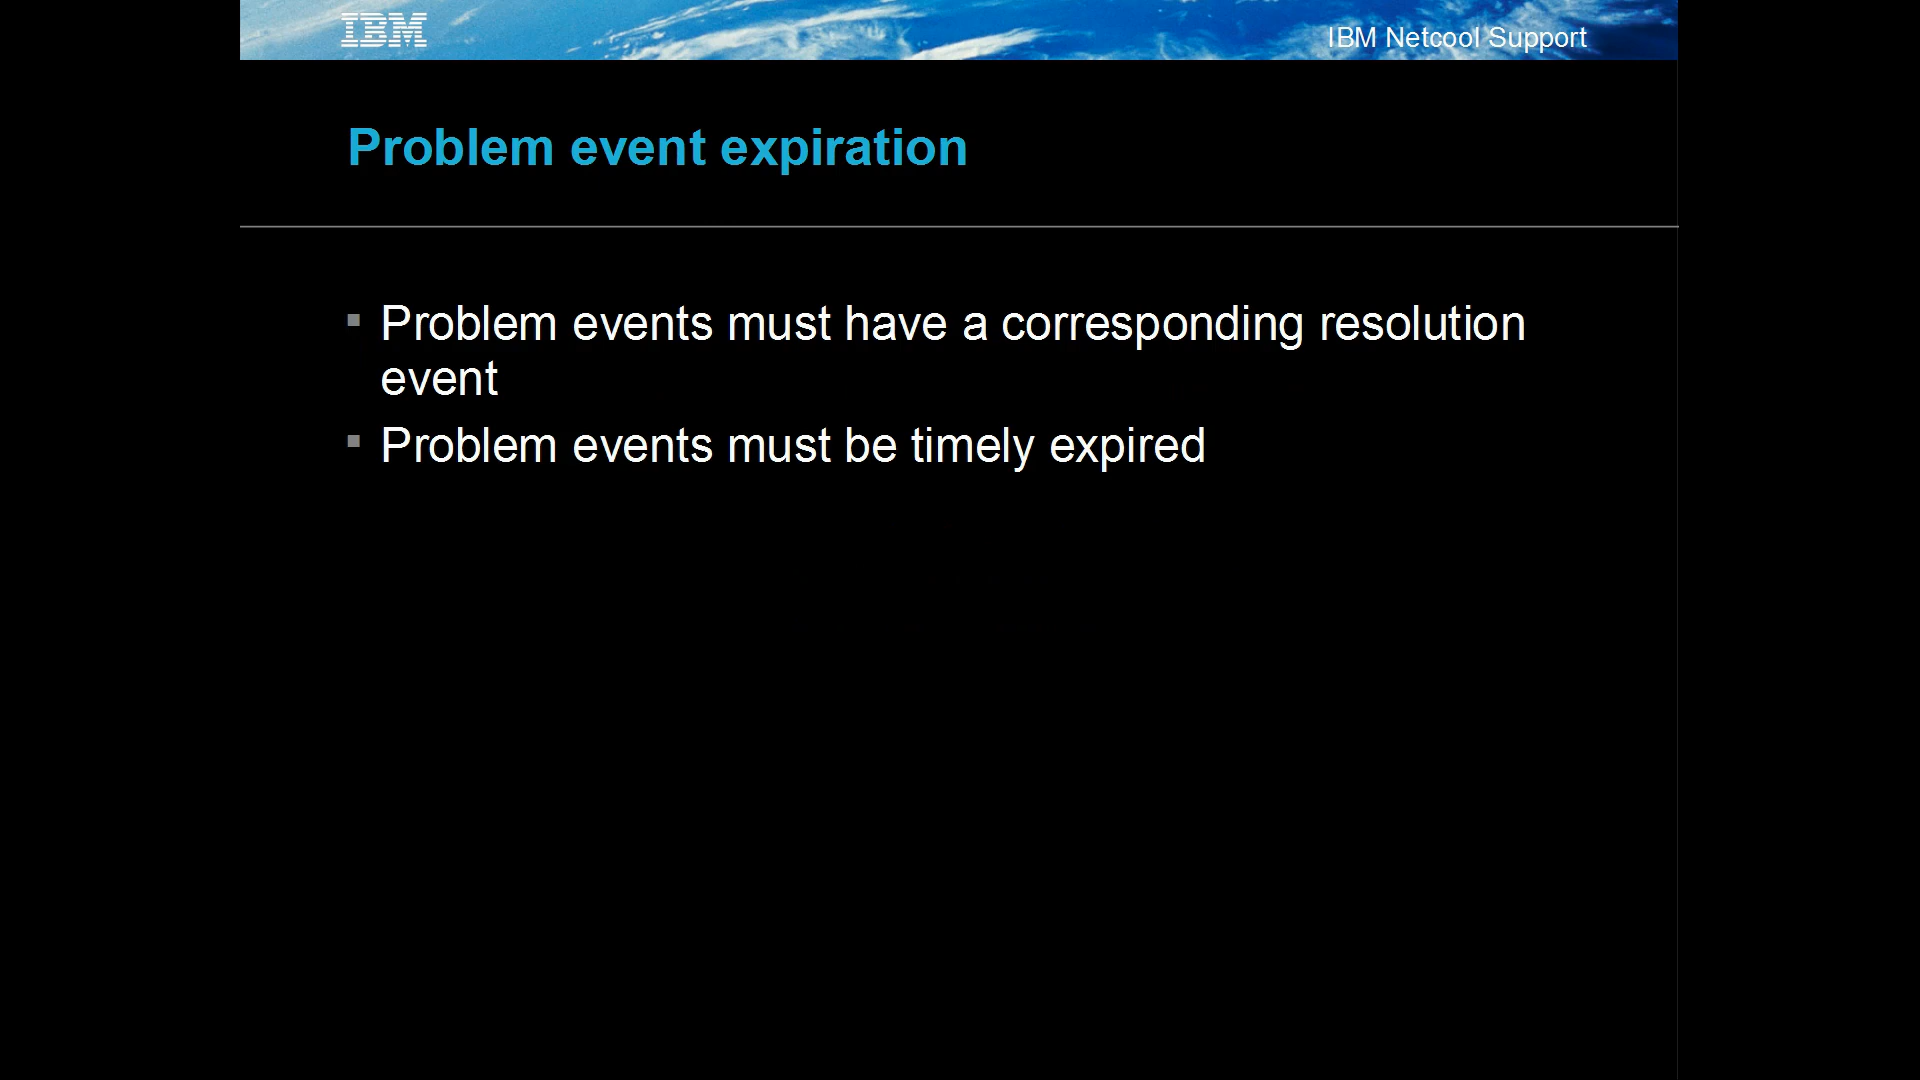 IBM
IBM Netcool Support
Problem event expiration
▪ Problem events must have a corresponding resolution
event
▪ Problem events must be timely expired